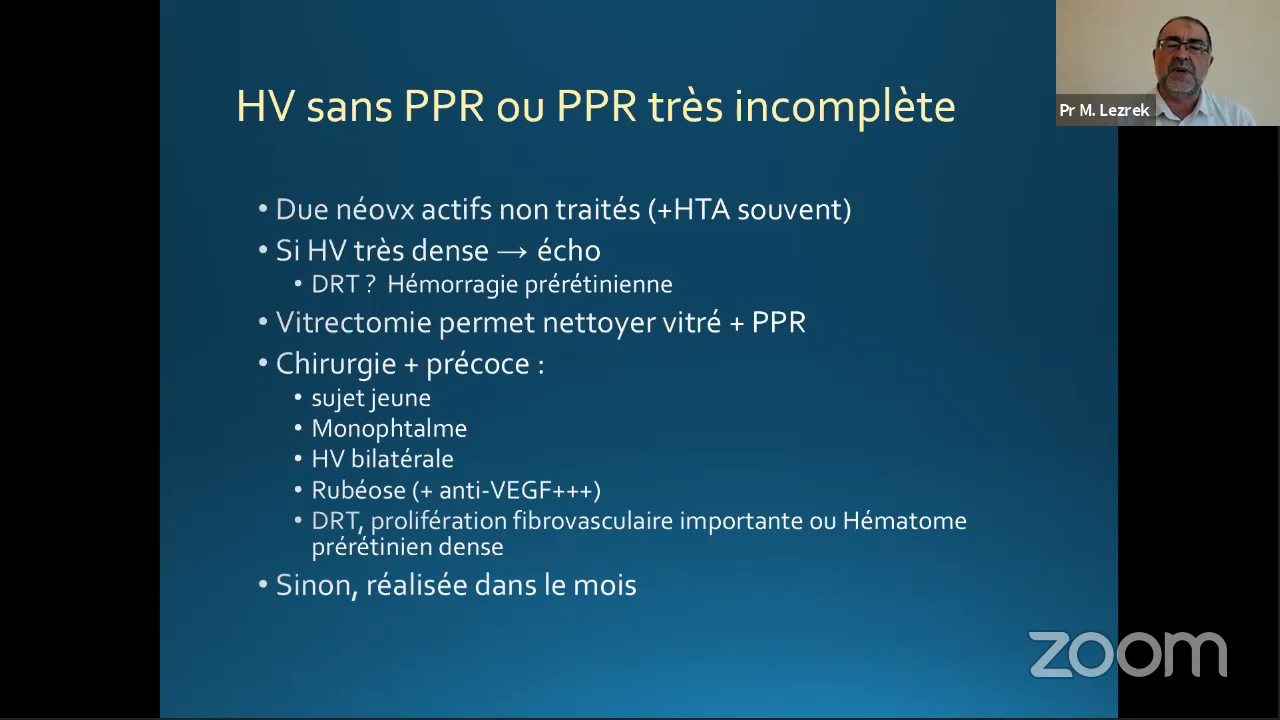 HV sans PPR ou PPR très incomplète
Pr M. Lezrek
• Due néovx actifs non traités (+HTA souvent)
• Si HV très dense → écho
• DRT ? Hémorragie prérétinienne
• Vitrectomie permet nettoyer vitré + PPR
• Chirurgie + précoce :
• sujet jeune
• Monophtalme
• HV bilatérale
• Rubéose (+ anti-VEGF+++)
• DRT, prolifération fibrovasculaire importante ou Hématome
prérétinien dense
• Sinon, réalisée dans le mois
zoom